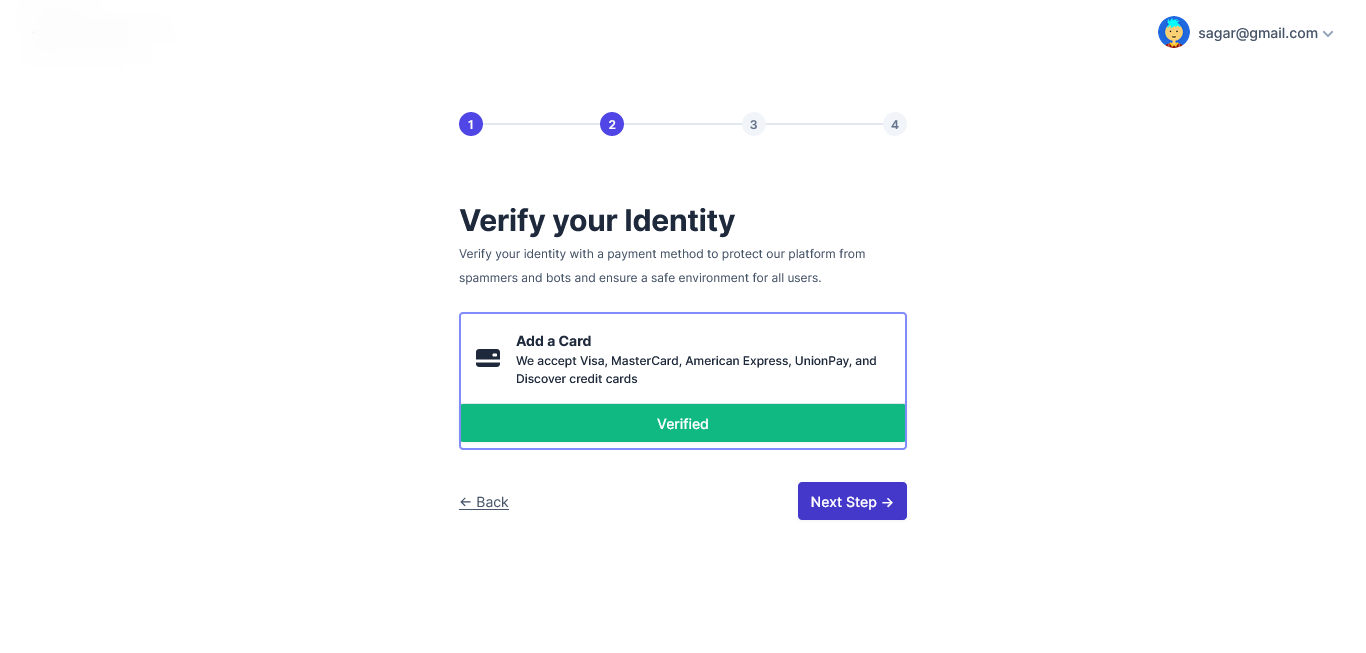 sagar@gmail.com
1 2 3 4
Verify your Identity
Verify your identity with a payment method to protect our platform from
spammers and bots and ensure a safe environment for all users.
Add a Card
We accept Visa, MasterCard, American Express, UnionPay, and
Discover credit cards
Verified
← Back
Next Step →